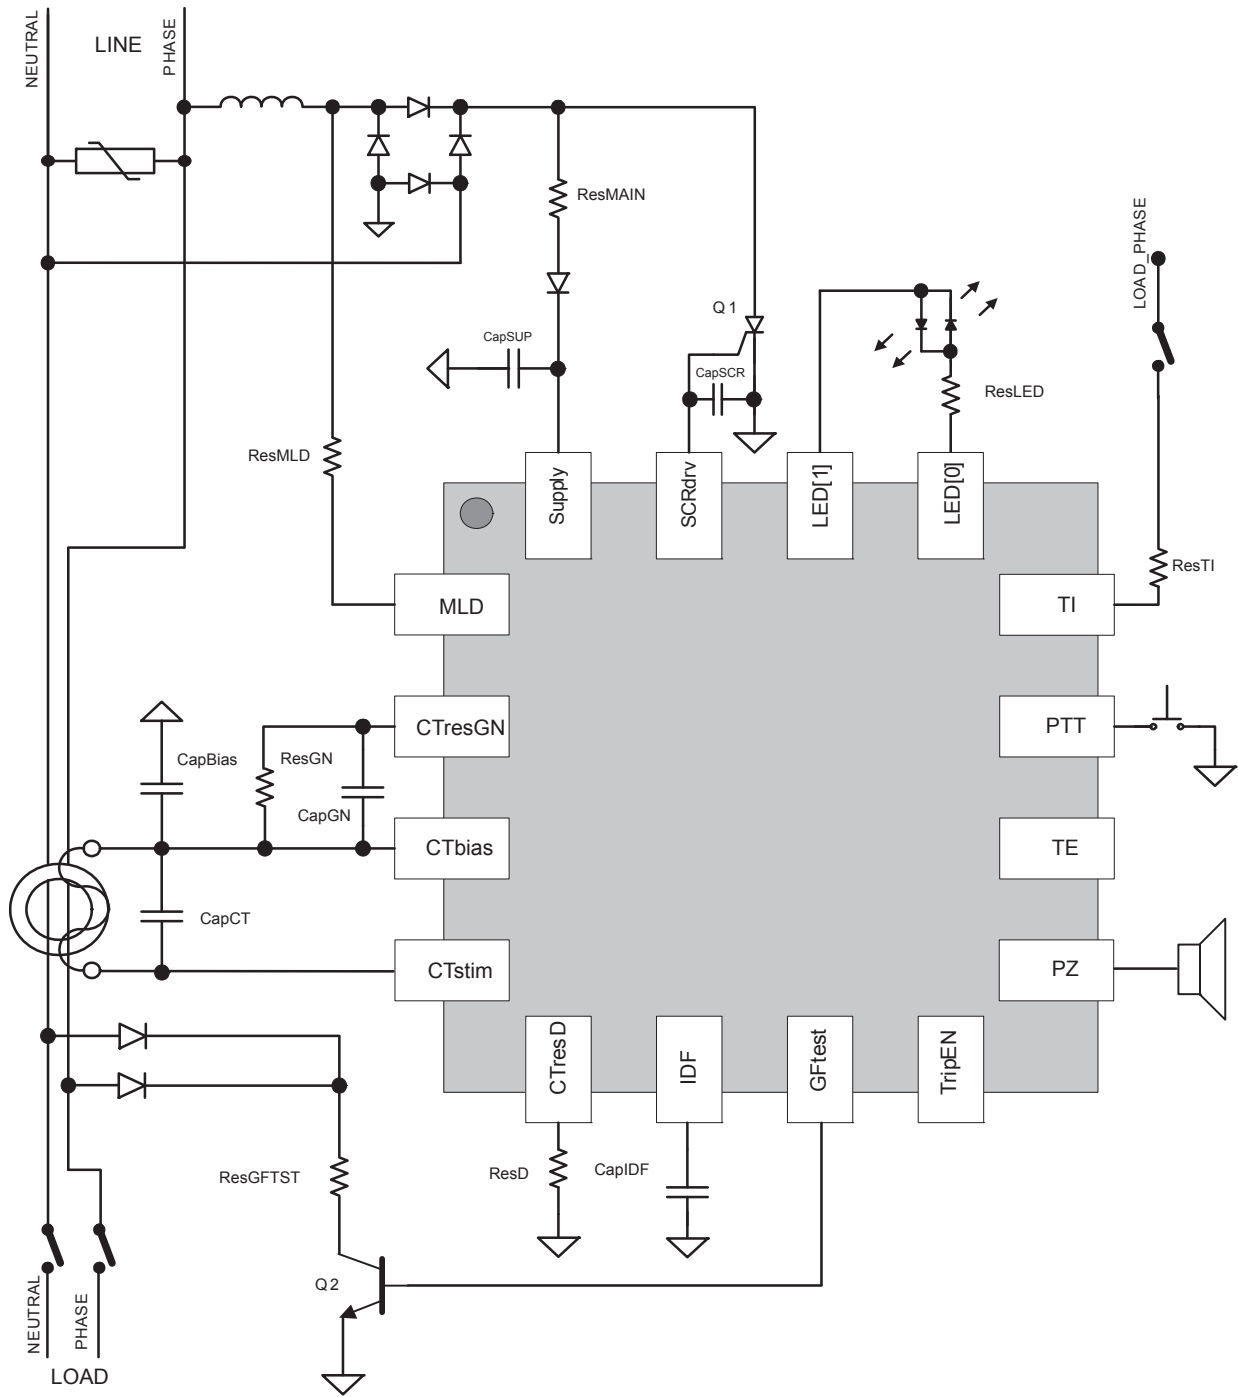 NEUTRAL
LINE
PHASE
ResMAIN
LOAD_PHASE
Q1
CapSUP
CapSCR
ResLED
ResMLD
Supply
SCRdrv
LED[1]
LED[0]
ResTI
MLD
TI
CTresGN
PTT
CapBias
ResGN
CapGN
CTbias
TE
CapCT
CTstim
PZ
CTresD
IDF
GFtest
TripEN
ResGFTST
ResD
CapIDF
Q2
NEUTRAL
PHASE
LOAD